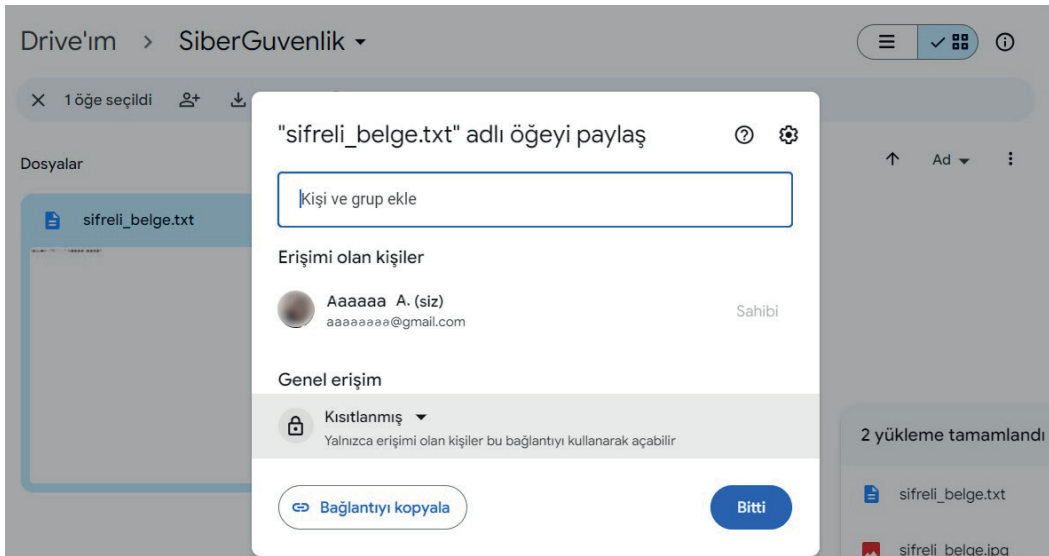 Drive'ım > SiberGuvenlik
1 öğe seçildi
"sifreli_belge.txt" adlı öğeyi paylaş
Dosyalar
Ad
Kişi ve grup ekle
sifreli_belge.txt
Erişimi olan kişiler
Aaaaaa A. (siz)
aaaaaaaa@gmail.com
Sahibi
Genel erişim
Kısıtlanmış
Yalnızca erişimi olan kişiler bu bağlantıyı kullanarak açabilir
2 yükleme tamamlandı
Bağlantıyı kopyala
Bitti
sifreli_belge.txt
sifreli_belge.jpg